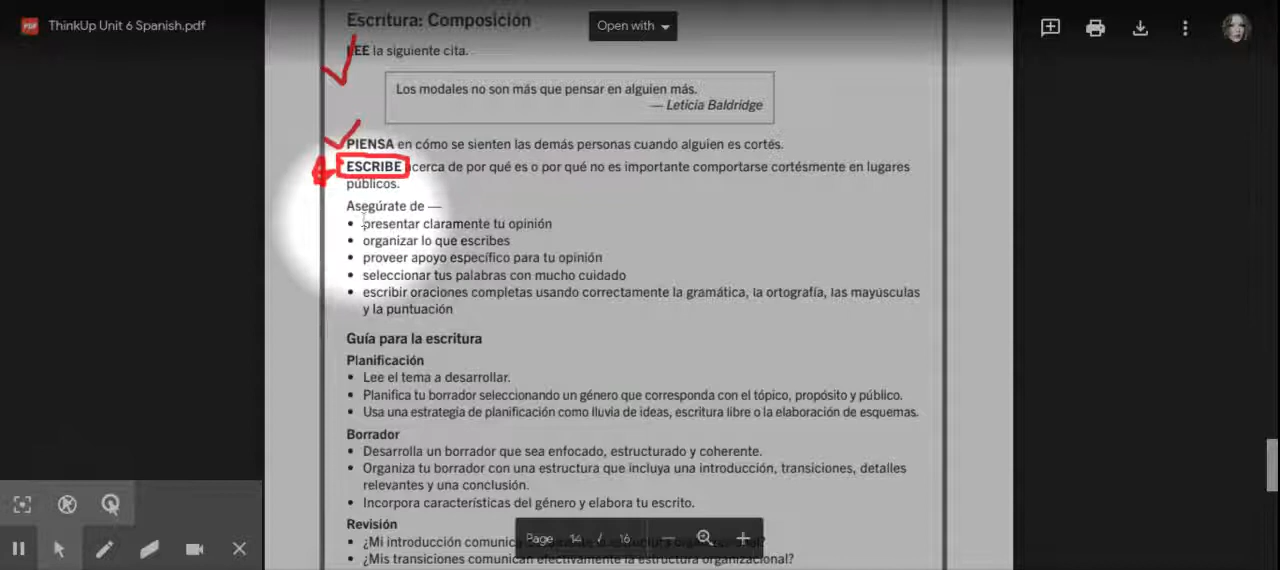 ThinkUp Unit 6 Spanish.pdf
Open with
Escritura: Composición
LEE la siguiente cita.
Los modales no son más que pensar en alguien más.
— Leticia Baldridge
PIENSA en cómo se sienten las demás personas cuando alguien es cortés.
ESCRIBE acerca de por qué es o por qué no es importante comportarse cortésmente en lugares
públicos.
Asegúrate de —
• presentar claramente tu opinión
• organizar lo que escribes
• proveer apoyo específico para tu opinión
• seleccionar tus palabras con mucho cuidado
• escribir oraciones completas usando correctamente la gramática, la ortografía, las mayúsculas
y la puntuación
Guía para la escritura
Planificación
• Lee el tema a desarrollar.
• Planifica tu borrador seleccionando un género que corresponda con el tópico, propósito y público.
• Usa una estrategia de planificación como lluvia de ideas, escritura libre o la elaboración de esquemas.
Borrador
• Desarrolla un borrador que sea enfocado, estructurado y coherente.
• Organiza tu borrador con una estructura que incluya una introducción, transiciones, detalles
relevantes y una conclusión.
• Incorpora características del género y elabora tu escrito.
Revisión
• ¿Mi introducción comunica
• ¿Mis transiciones comunican efectivamente la estructura organizacional?
Page 14 / 16